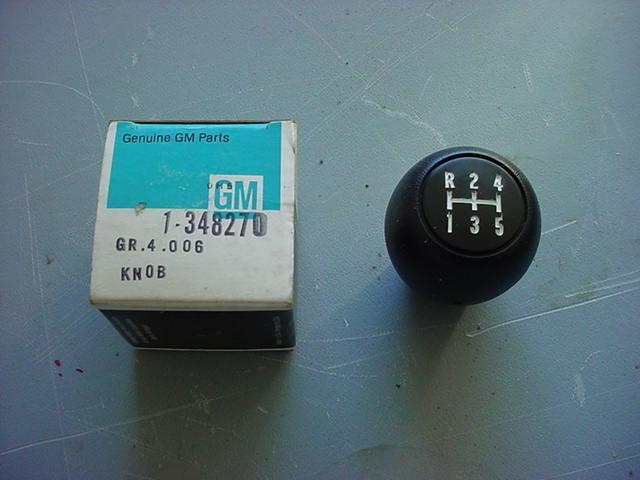 Genuine GM Parts
GM
1-348270
GR.4.006
KNOB
R 2 4
1 3 5